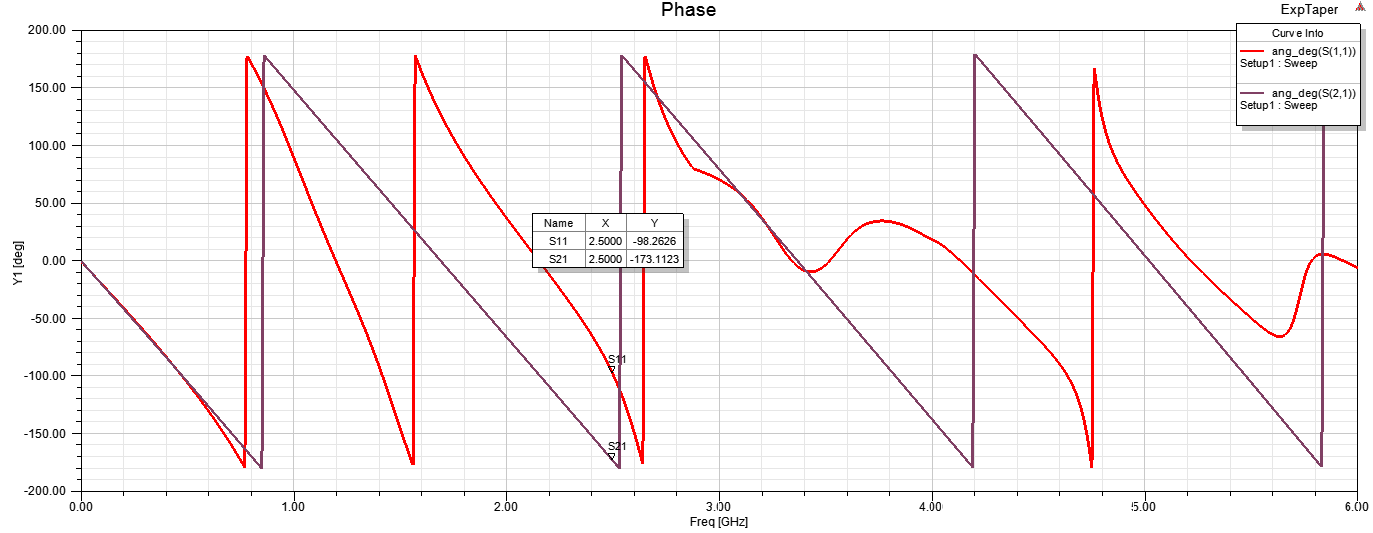 Phase
ExpTaper
Curve Info
ang_deg(S(1,1))
Setup1 : Sweep
ang_deg(S(2,1))
Setup1 : Sweep
200.00
150.00
100.00
50.00
0.00
-50.00
-100.00
-150.00
-200.00
Y1 [deg]
Name X Y
S11 2.5000 -98.2626
S21 2.5000 -173.1123
S11
S21
0.00 1.00 2.00 3.00 4.00 5.00 6.00
Freq [GHz]